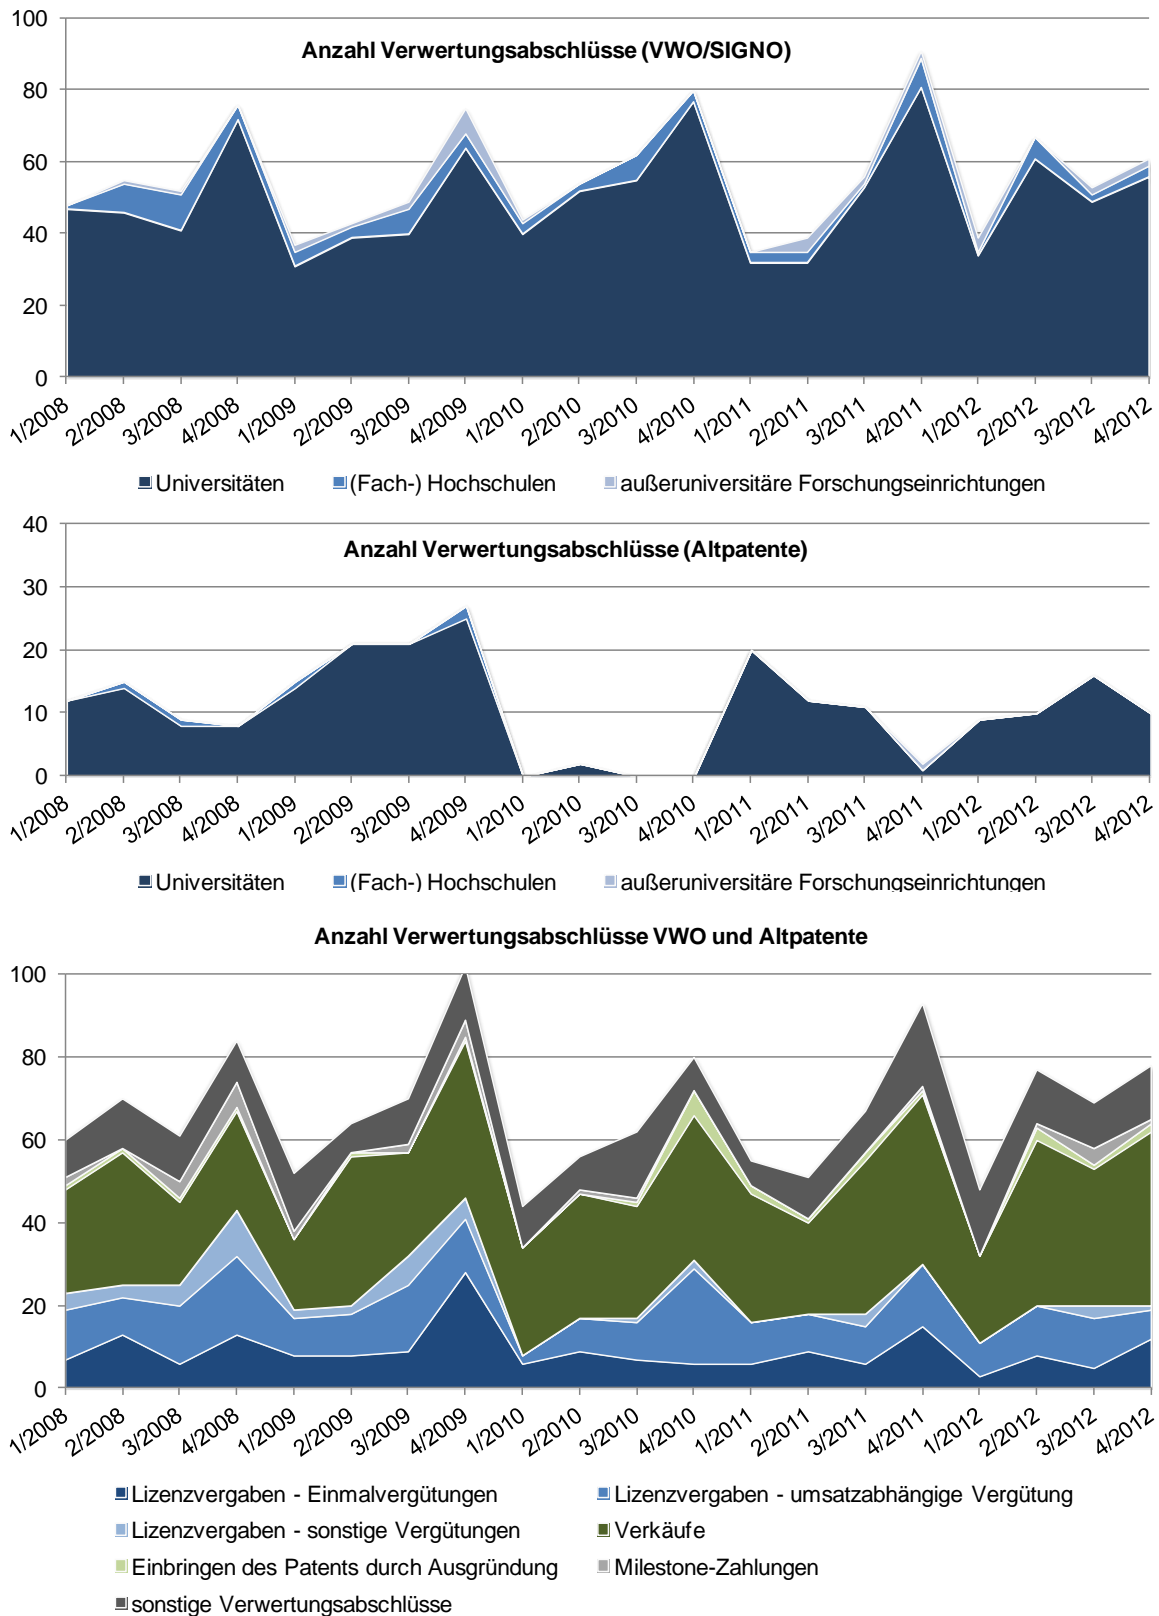 Anzahl Verwertungsabschlüsse (VWO/SIGNO)
100
80
60
40
20
0
1/2008 2/2008 3/2008 4/2008 1/2009 2/2009 3/2009 4/2009 1/2010 2/2010 3/2010 4/2010 1/2011 2/2011 3/2011 4/2011 1/2012 2/2012 3/2012 4/2012
Universitäten (Fach-) Hochschulen außeruniversitäre Forschungseinrichtungen
Anzahl Verwertungsabschlüsse (Altpatente)
40
30
20
10
0
1/2008 2/2008 3/2008 4/2008 1/2009 2/2009 3/2009 4/2009 1/2010 2/2010 3/2010 4/2010 1/2011 2/2011 3/2011 4/2011 1/2012 2/2012 3/2012 4/2012
Universitäten (Fach-) Hochschulen außeruniversitäre Forschungseinrichtungen
Anzahl Verwertungsabschlüsse VWO und Altpatente
100
80
60
40
20
0
1/2008 2/2008 3/2008 4/2008 1/2009 2/2009 3/2009 4/2009 1/2010 2/2010 3/2010 4/2010 1/2011 2/2011 3/2011 4/2011 1/2012 2/2012 3/2012 4/2012
Lizenzvergaben - Einmalvergütungen Lizenzvergaben - umsatzabhängige Vergütung
Lizenzvergaben - sonstige Vergütungen Verkäufe
Einbringen des Patents durch Ausgründung Milestone-Zahlungen
sonstige Verwertungsabschlüsse